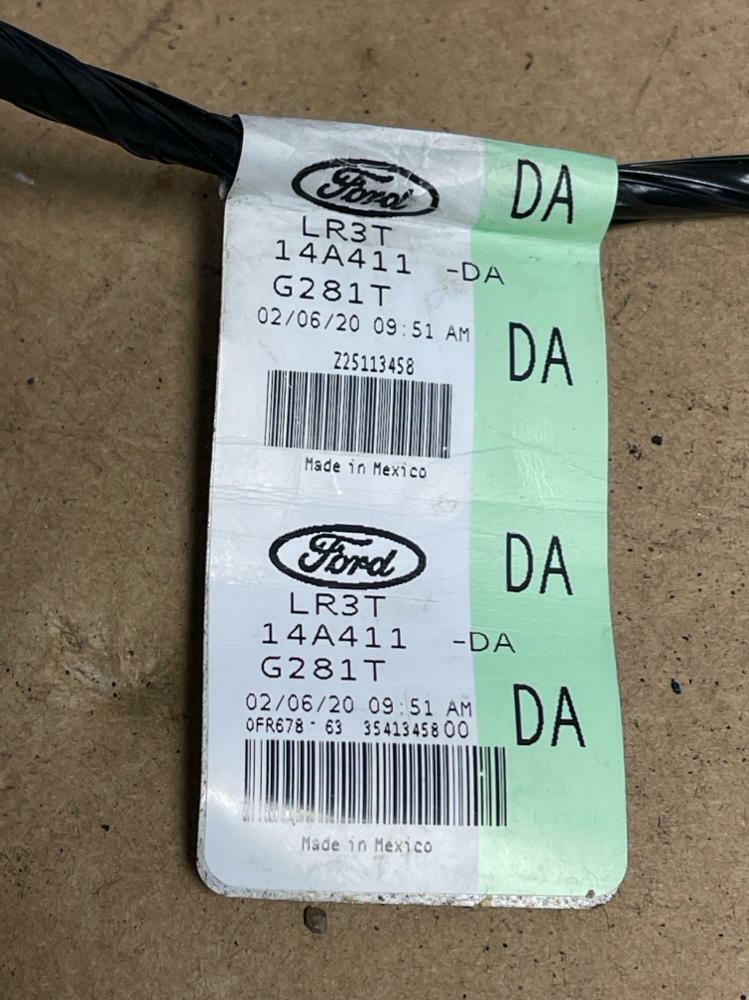 Ford DA
LR3T
14A411 -DA
G281T
02/06/20 09:51 AM
DA
Z25113458
Made in Mexico
Ford DA
LR3T
14A411 -DA
G281T
02/06/20 09:51 AM
DA
0FR678 - 63 3541345800
Made in Mexico